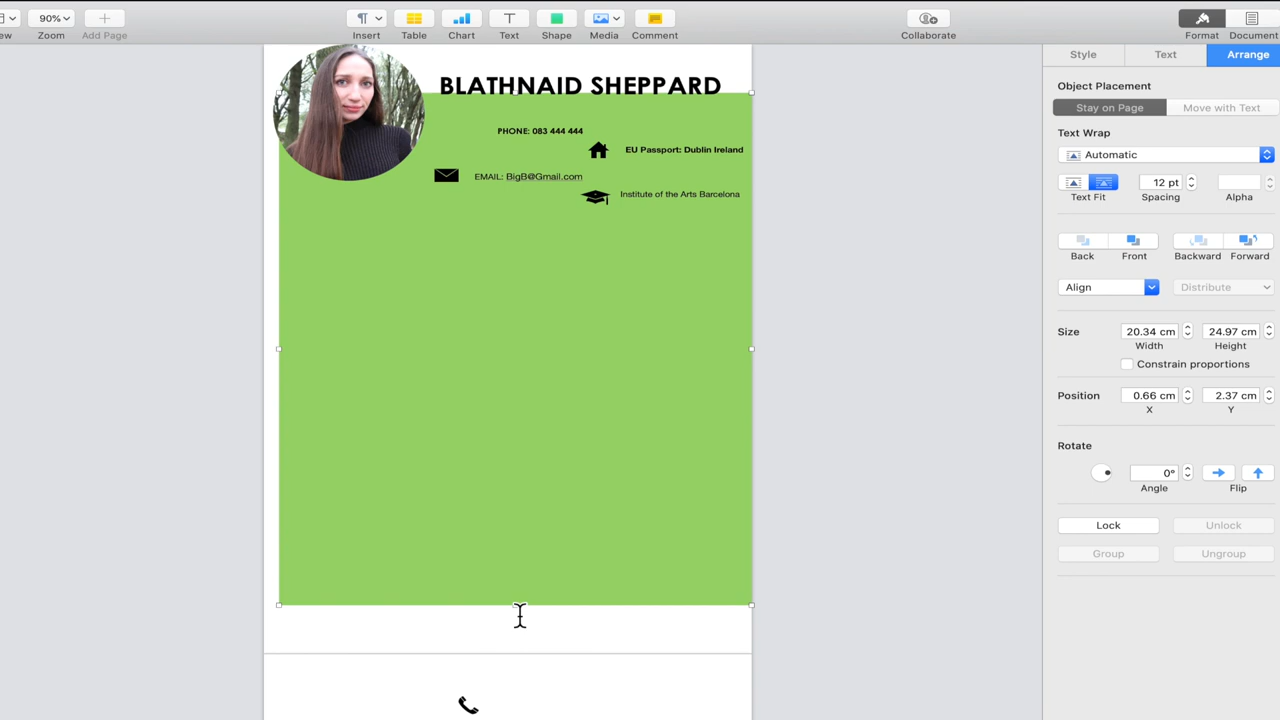 ew
90%
Zoom
Add Page
Insert
Table
Chart
Text
Shape
Media
Comment
Collaborate
Format
Document
Style
Text
Arrange
Object Placement
Stay on Page
Move with Text
Text Wrap
Automatic
12 pt
Text Fit
Spacing
Alpha
Back
Front
Backward
Forward
Align
Distribute
Size
20.34 cm
24.97 cm
Width
Height
Constrain proportions
Position
0.66 cm
2.37 cm
X
Y
Rotate
0°
Angle
Flip
Lock
Unlock
Group
Ungroup
BLATHNAID SHEPPARD
PHONE: 083 444 444
EU Passport: Dublin Ireland
EMAIL: BigB@Gmail.com
Institute of the Arts Barcelona